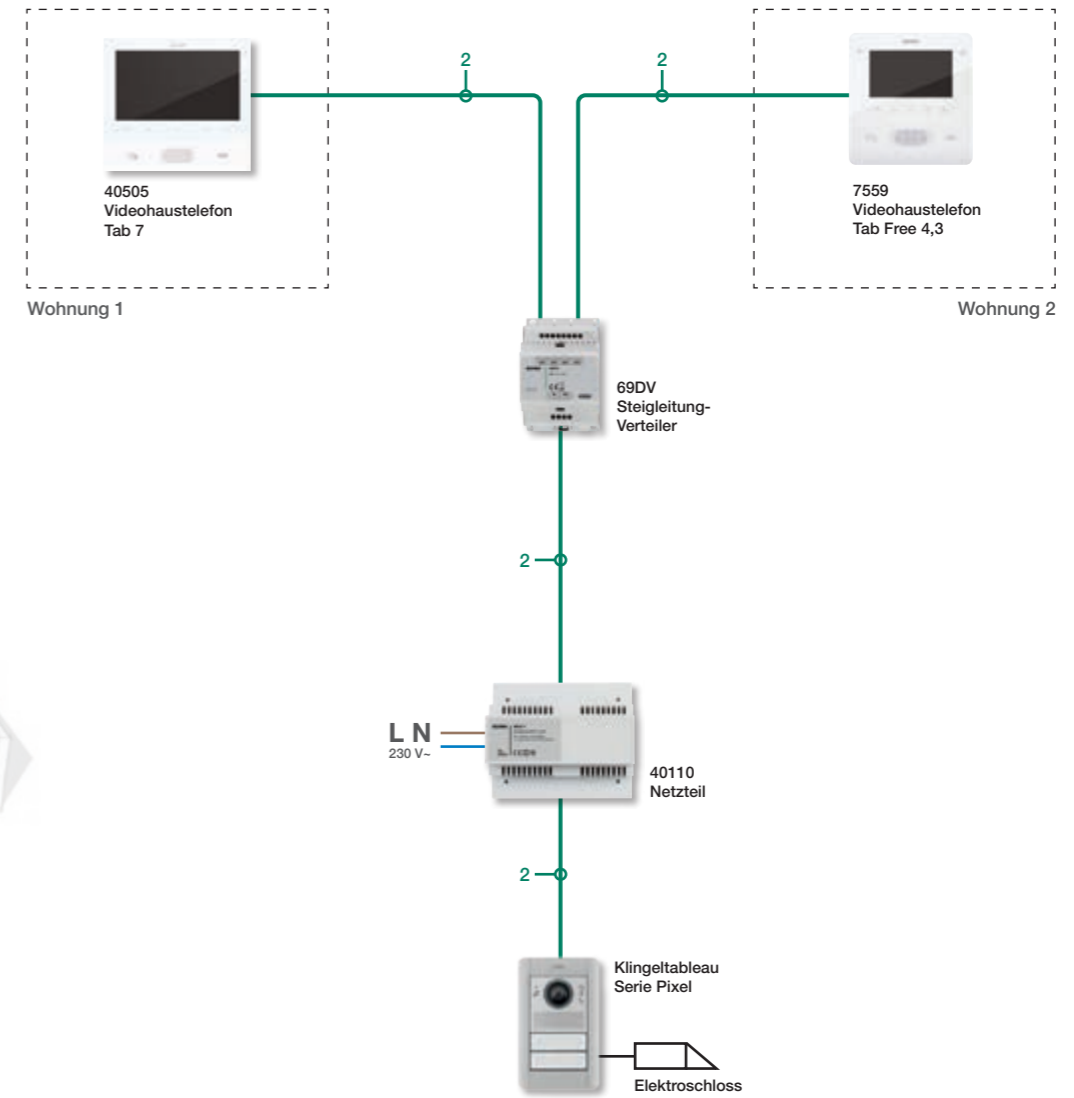 2
2
40505
Videohaustelefon
Tab 7
7559
Videohaustelefon
Tab Free 4,3
Wohnung 1
Wohnung 2
69DV
Steigleitung-
Verteiler
2
L N
230 V~
40110
Netzteil
2
Klingeltableau
Serie Pixel
Elektroschloss